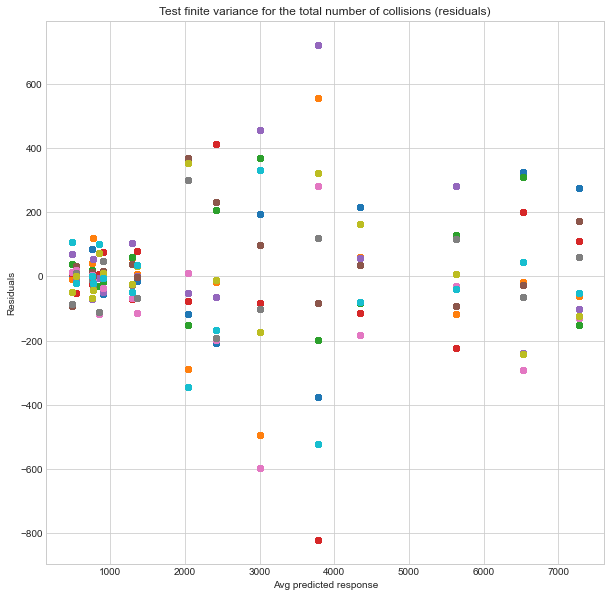 Test finite variance for the total number of collisions (residuals)
600
400
200
0
−200
−400
−600
−800
Residuals
1000 2000 3000 4000 5000 6000 7000
Avg predicted response